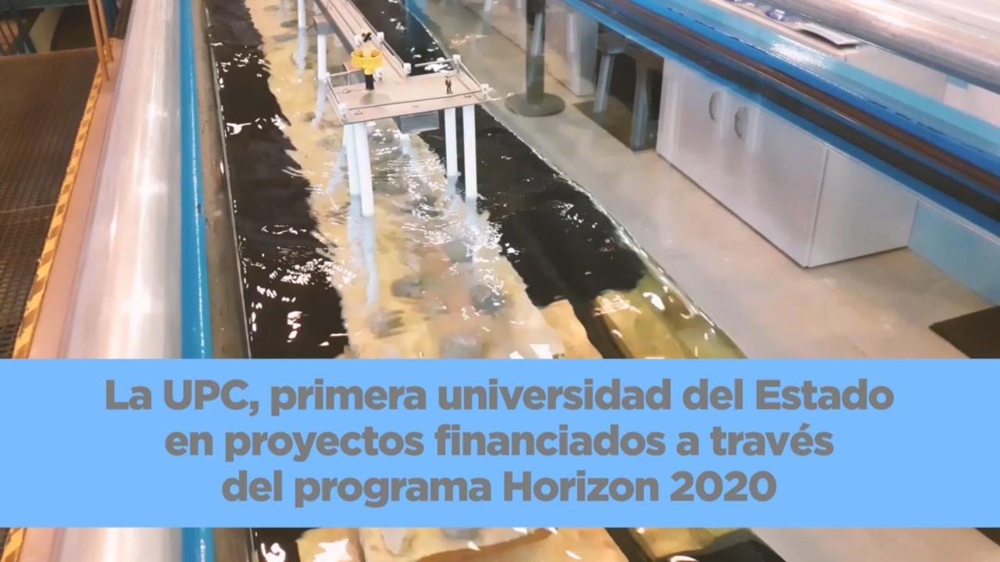 La UPC, primera universidad del Estado
en proyectos financiados a través
del programa Horizon 2020